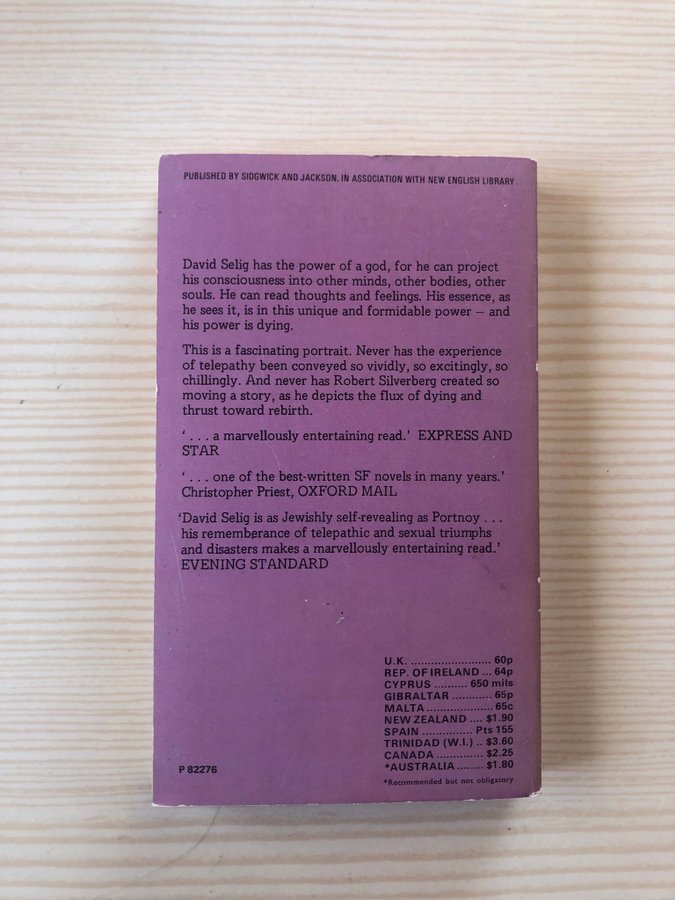 PUBLISHED BY SIDGWICK AND JACKSON, IN ASSOCIATION WITH NEW ENGLISH LIBRARY
David Selig has the power of a god, for he can project
his consciousness into other minds, other bodies, other
souls. He can read thoughts and feelings. His essence, as
he sees it, is in this unique and formidable power – and
his power is dying.
This is a fascinating portrait. Never has the experience
of telepathy been conveyed so vividly, so excitingly, so
chillingly. And never has Robert Silverberg created so
moving a story, as he depicts the flux of dying and
thrust toward rebirth.
' . . . a marvellously entertaining read.' EXPRESS AND
STAR
' . . . one of the best-written SF novels in many years.'
Christopher Priest, OXFORD MAIL
'David Selig is as Jewishly self-revealing as Portnoy . . .
his rememberance of telepathic and sexual triumphs
and disasters makes a marvellously entertaining read.'
EVENING STANDARD
U.K. ........................ 60p
REP. OF IRELAND ... 64p
CYPRUS .......... 650 mils
GIBRALTAR ............ 65p
MALTA .................... 65c
NEW ZEALAND .... $1.90
SPAIN ............... Pts 155
TRINIDAD (W.I.) .. $3.60
CANADA .............. $2.25
*AUSTRALIA ........ $1.80
*Recommended but not obligatory
P 82276